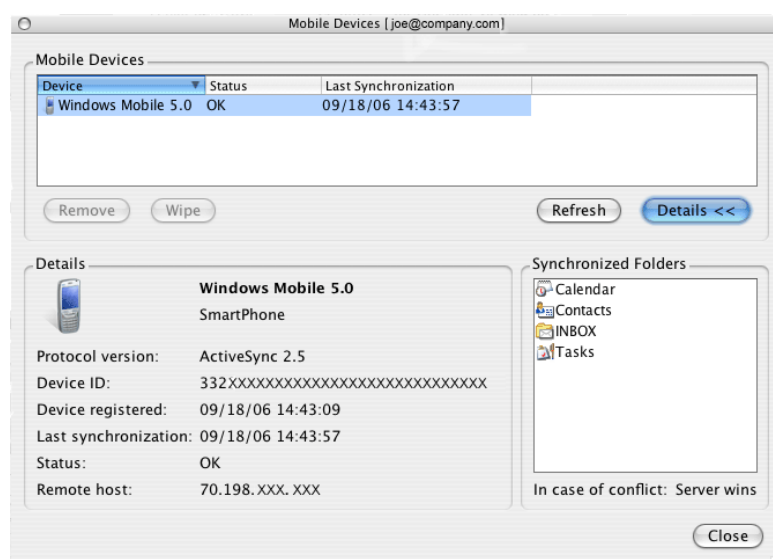 Mobile Devices [joe@company.com]
Mobile Devices
Device Status Last Synchronization
Windows Mobile 5.0 OK 09/18/06 14:43:57
Remove Wipe Refresh Details <<
Details
Windows Mobile 5.0
SmartPhone
Protocol version: ActiveSync 2.5
Device ID: 332XXXXXXXXXXXXXXXXXXXXXXXXXXXX
Device registered: 09/18/06 14:43:09
Last synchronization: 09/18/06 14:43:57
Status: OK
Remote host: 70.198.XXX.XXX
Synchronized Folders
Calendar
Contacts
INBOX
Tasks
In case of conflict: Server wins
Close